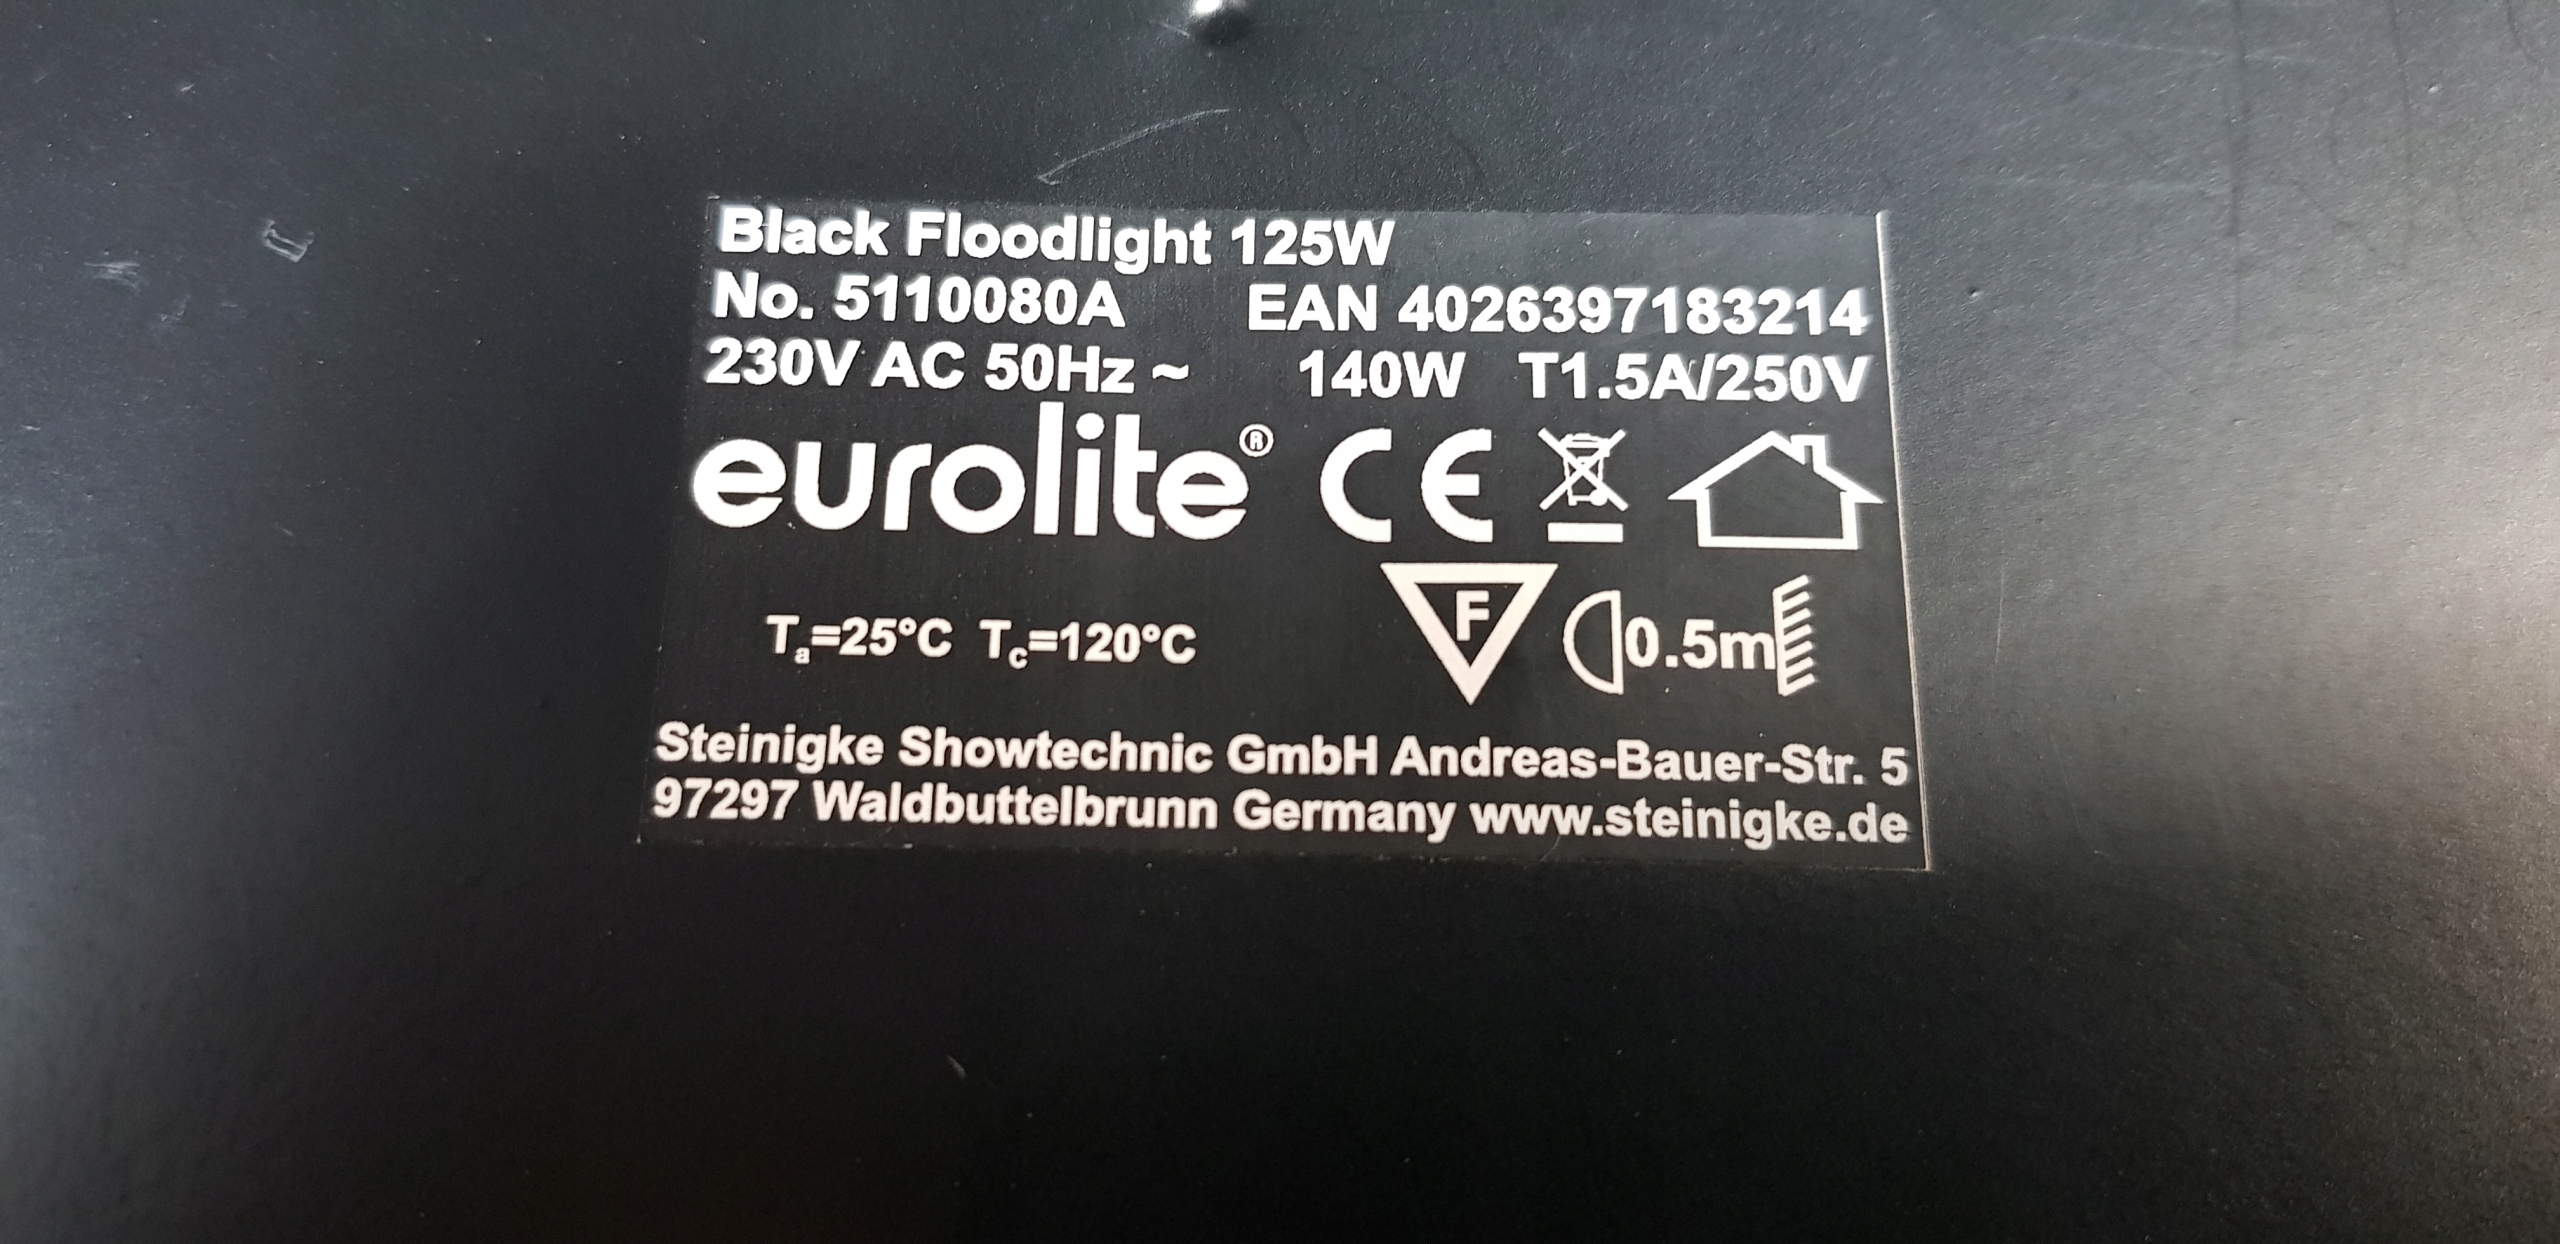 Black Floodlight 125W
No. 5110080A EAN 4026397183214
230V AC 50Hz ~ 140W T1.5A/250V
eurolite® CE
F
Ta=25°C Tc=120°C 0.5m
Steinigke Showtechnic GmbH Andreas-Bauer-Str. 5
97297 Waldbuttelbrunn Germany www.steinigke.de